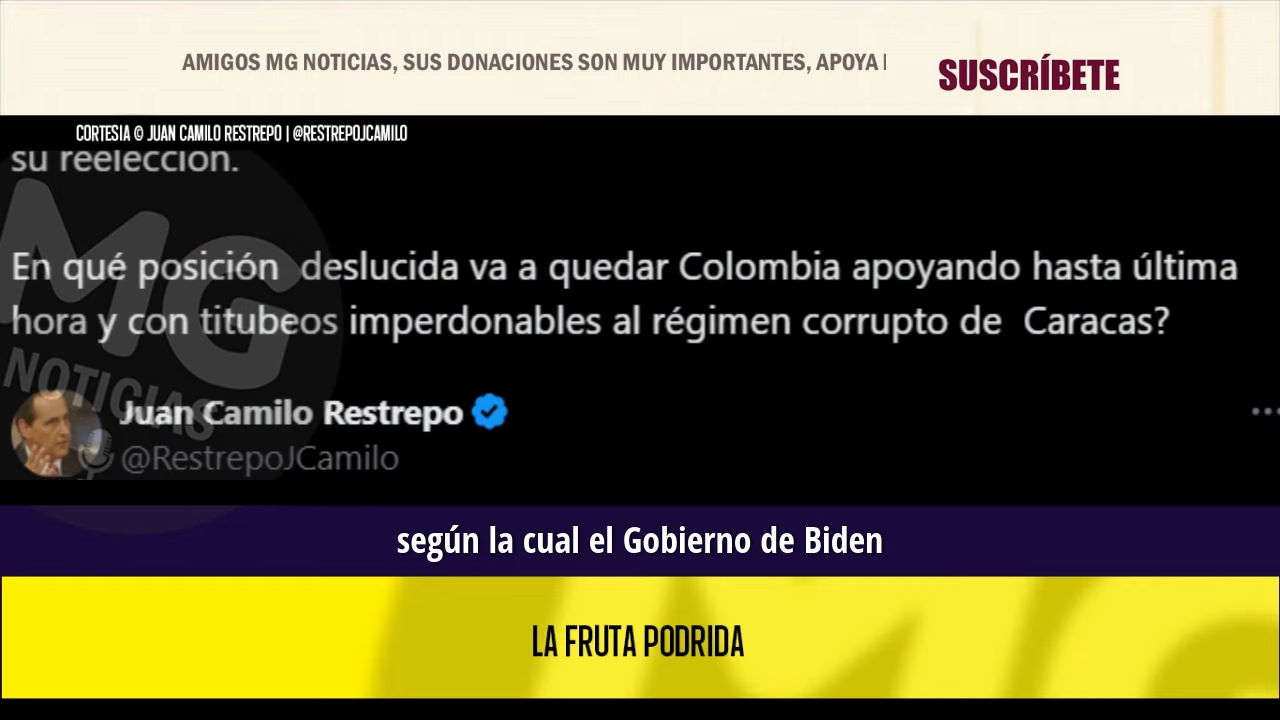 AMIGOS MG NOTICIAS, SUS DONACIONES SON MUY IMPORTANTES, APOYA
SUSCRÍBETE
CORTESIA © JUAN CAMILO RESTREPO | @RESTREPOJCAMILO
su reelección.
En qué posición deslucida va a quedar Colombia apoyando hasta última
hora y con titubeos imperdonables al régimen corrupto de Caracas?
MG
NOTICIAS
Juan Camilo Restrepo
@RestrepoJCamilo
según la cual el Gobierno de Biden
LA FRUTA PODRIDA